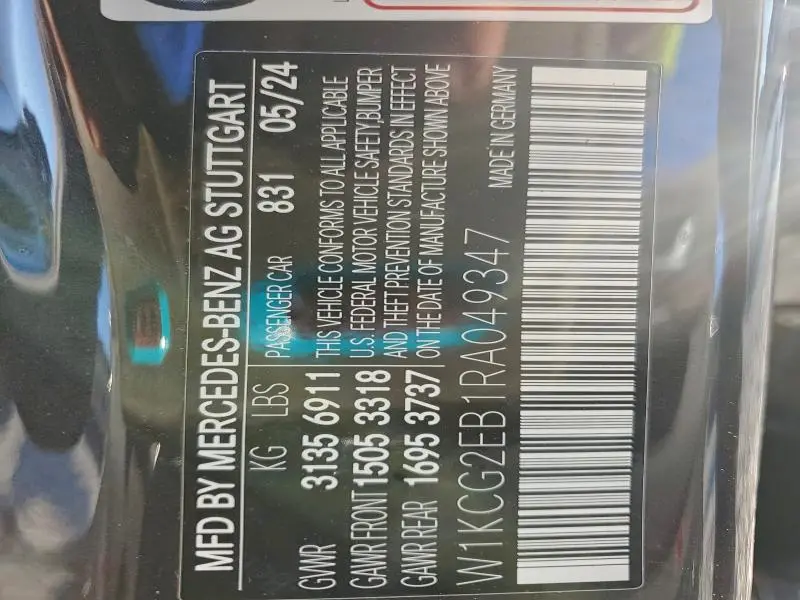 MFD BY MERCEDES-BENZ AG STUTTGART
KG LBS PASSENGER CAR 831 05/24
GVWR 3135 6911
GAWR FRONT 1505 3318
GAWR REAR 1695 3737
THIS VEHICLE CONFORMS TO ALL APPLICABLE
U.S. FEDERAL MOTOR VEHICLE SAFETY,BUMPER
AND THEFT PREVENTION STANDARDS IN EFFECT
ON THE DATE OF MANUFACTURE SHOWN ABOVE
W1KCG2EB1RA049347 MADE IN GERMANY